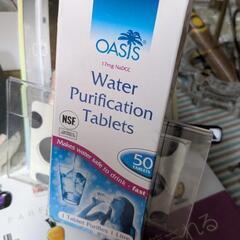 OASIS
17mg NaDCC
Water
Purification
Tablets
NSF
Makes water safe to drink - fast
50
TABLETS
1 Tablet Purifies 1